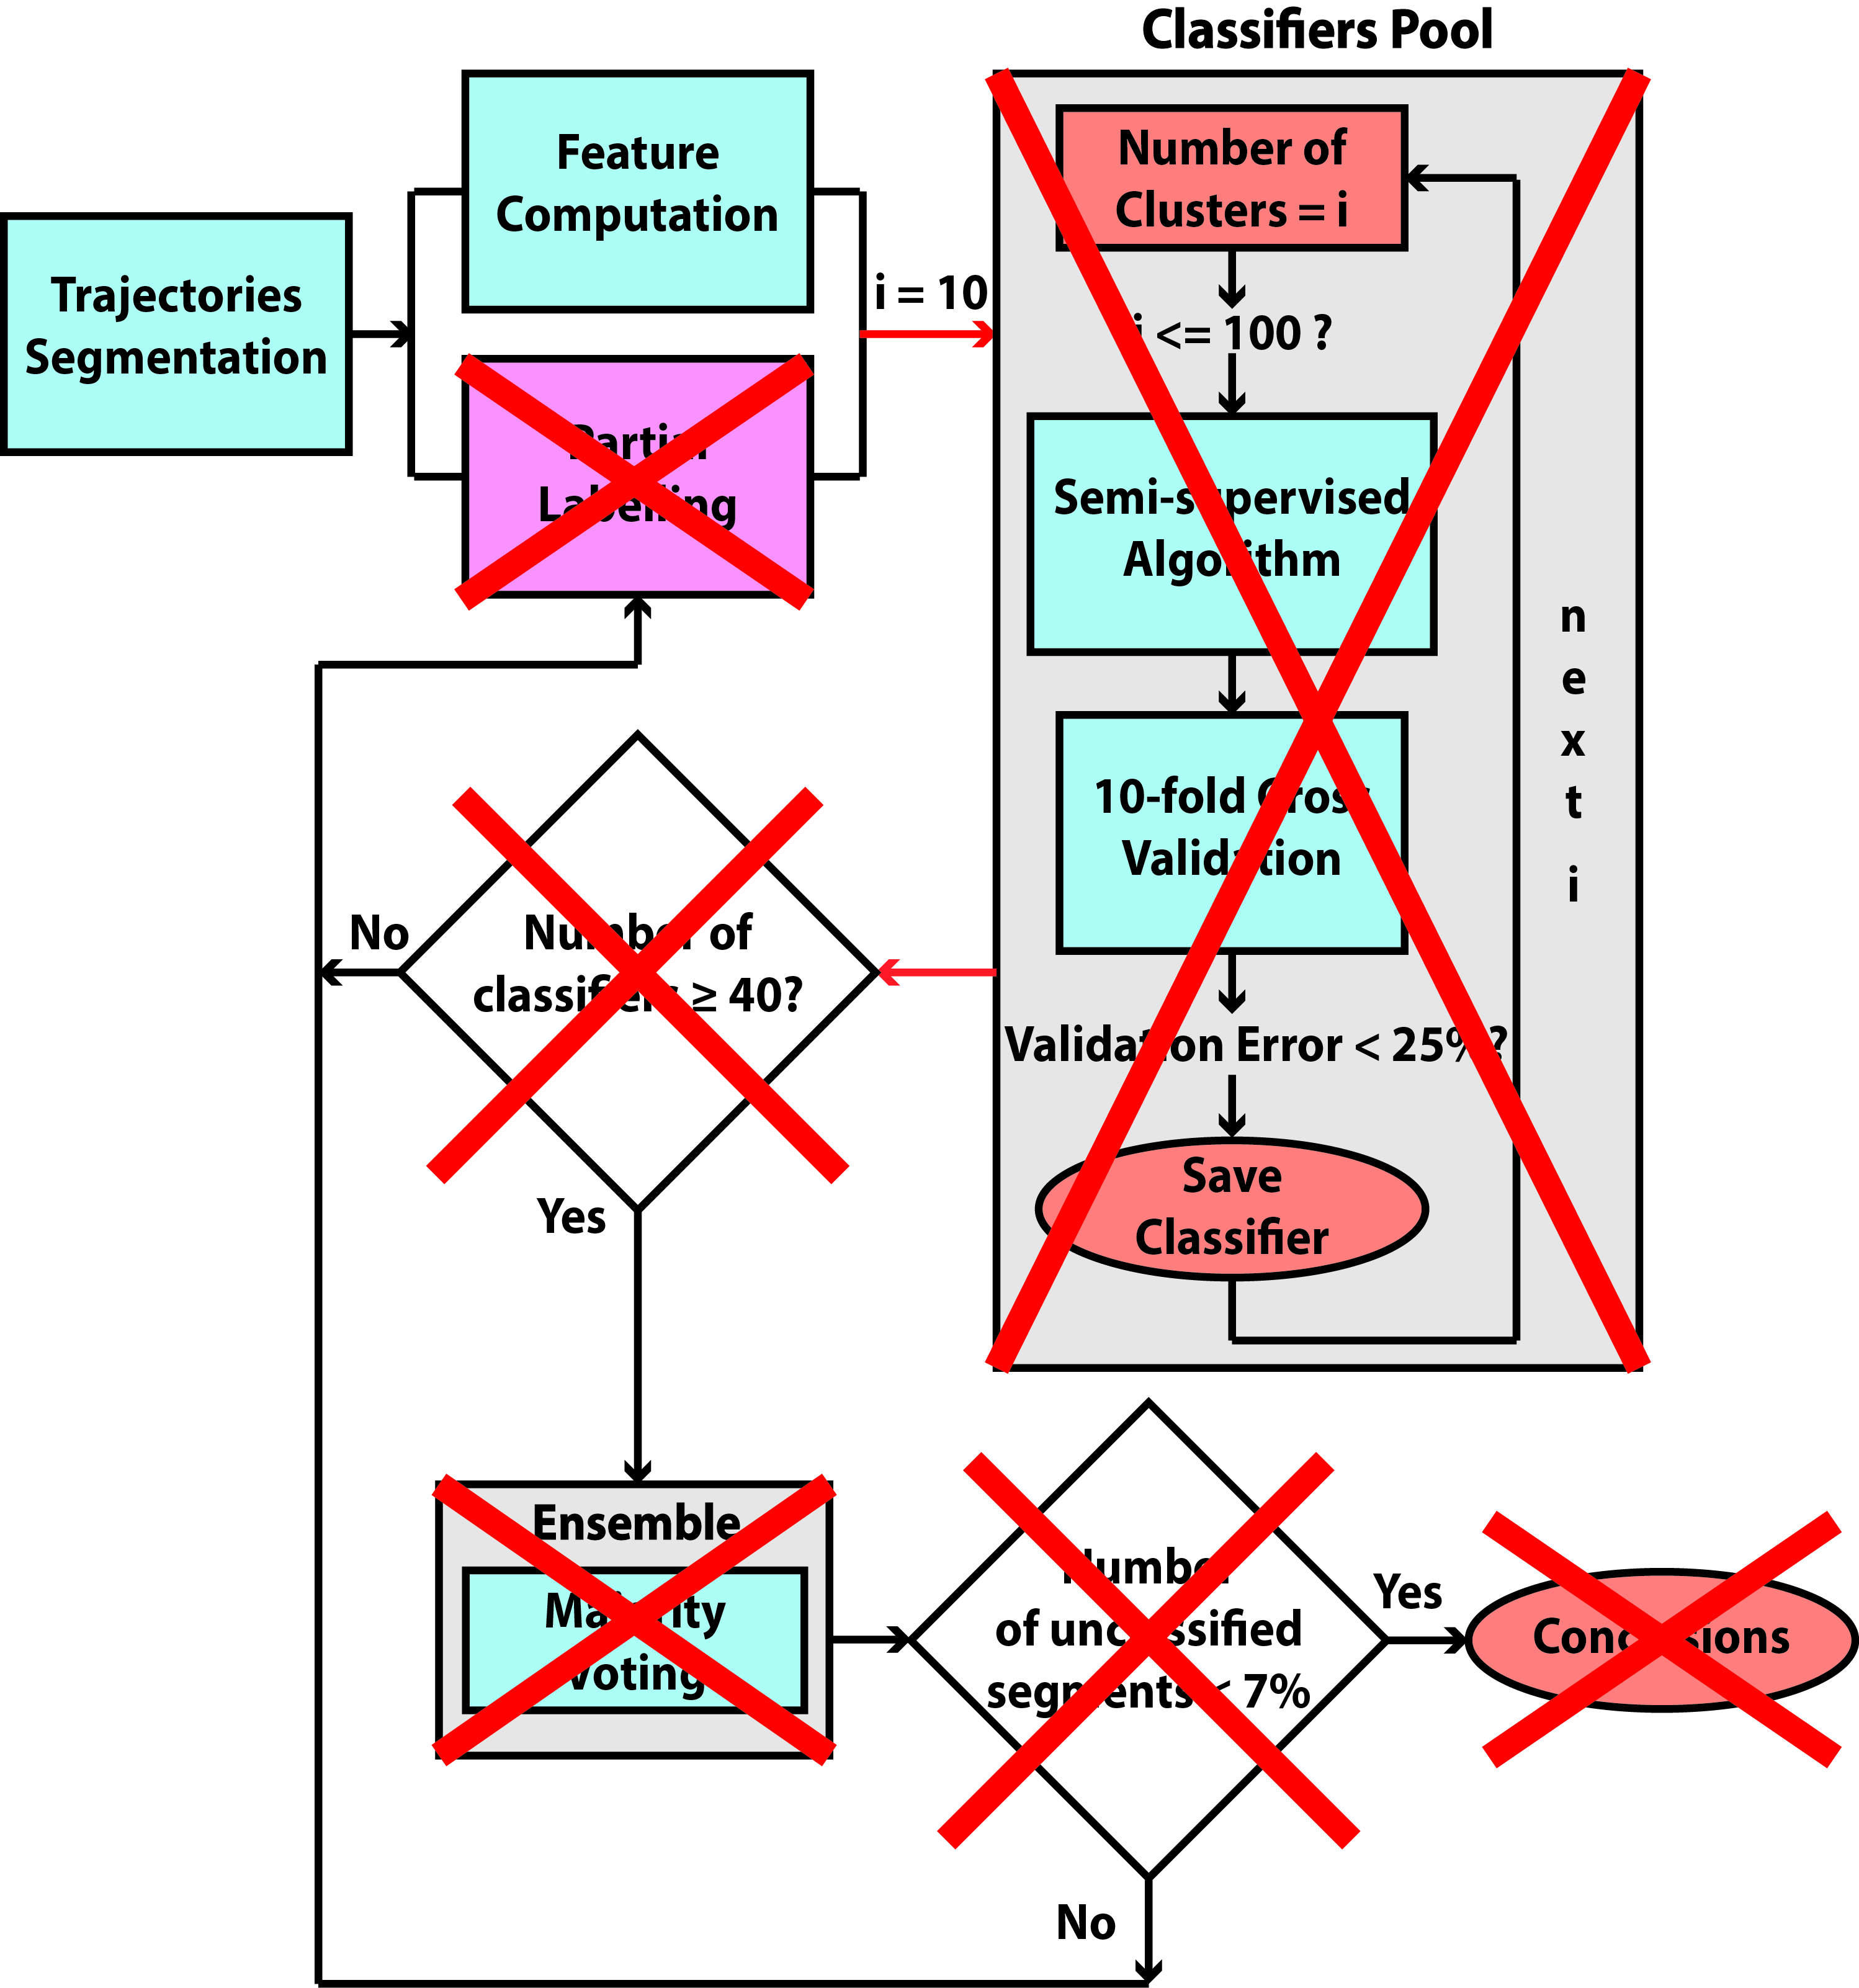 Classifiers Pool
Feature
Computation
Trajectories
Segmentation
Partial
Labelling
i = 10
Number of
Clusters = i
i <= 100 ?
Semi-supervised
Algorithm
10-fold Cross
Validation
Validation Error < 25% ?
Save
Classifier
n
e
x
t
i
No
Number of
classifiers ≥ 40?
Yes
Ensemble
Majority
Voting
Number
of unclassified
segments < 7%
Yes
Conclusions
No